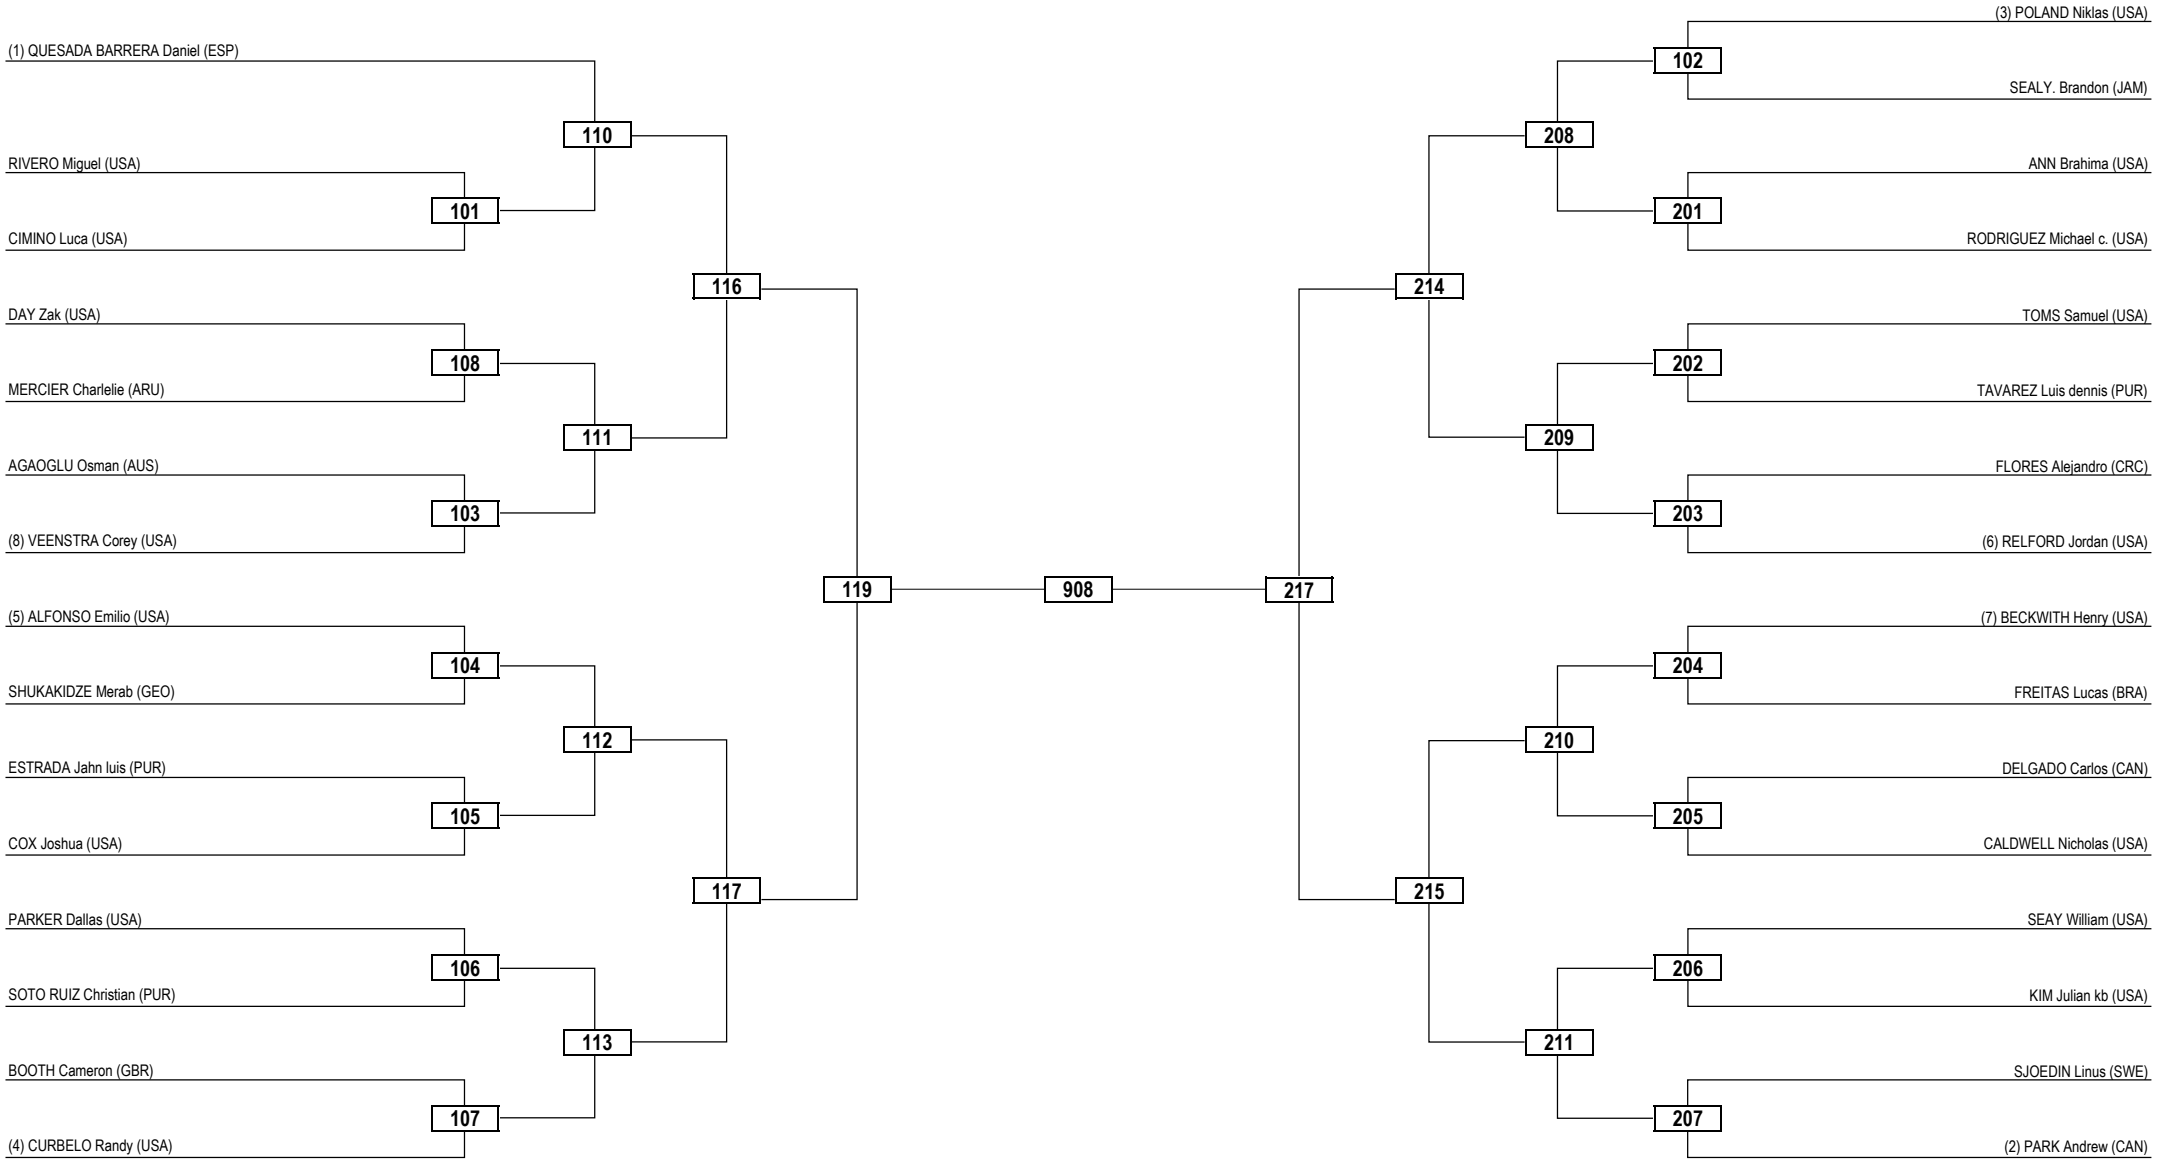 (3) POLAND Niklas (USA)
(1) QUESADA BARRERA Daniel (ESP)
102
SEALY. Brandon (JAM)
110
208
RIVERO Miguel (USA)
ANN Brahima (USA)
101
201
CIMINO Luca (USA)
RODRIGUEZ Michael c. (USA)
116
214
DAY Zak (USA)
TOMS Samuel (USA)
108
202
MERCIER Charlelie (ARU)
TAVAREZ Luis dennis (PUR)
111
209
AGAOGLU Osman (AUS)
FLORES Alejandro (CRC)
103
203
(8) VEENSTRA Corey (USA)
(6) RELFORD Jordan (USA)
119
908
217
(5) ALFONSO Emilio (USA)
(7) BECKWITH Henry (USA)
104
204
SHUKAKIDZE Merab (GEO)
FREITAS Lucas (BRA)
112
210
ESTRADA Jahn luis (PUR)
DELGADO Carlos (CAN)
105
205
COX Joshua (USA)
CALDWELL Nicholas (USA)
117
215
PARKER Dallas (USA)
SEAY William (USA)
106
206
SOTO RUIZ Christian (PUR)
KIM Julian kb (USA)
113
211
BOOTH Cameron (GBR)
SJOEDIN Linus (SWE)
107
207
(4) CURBELO Randy (USA)
(2) PARK Andrew (CAN)